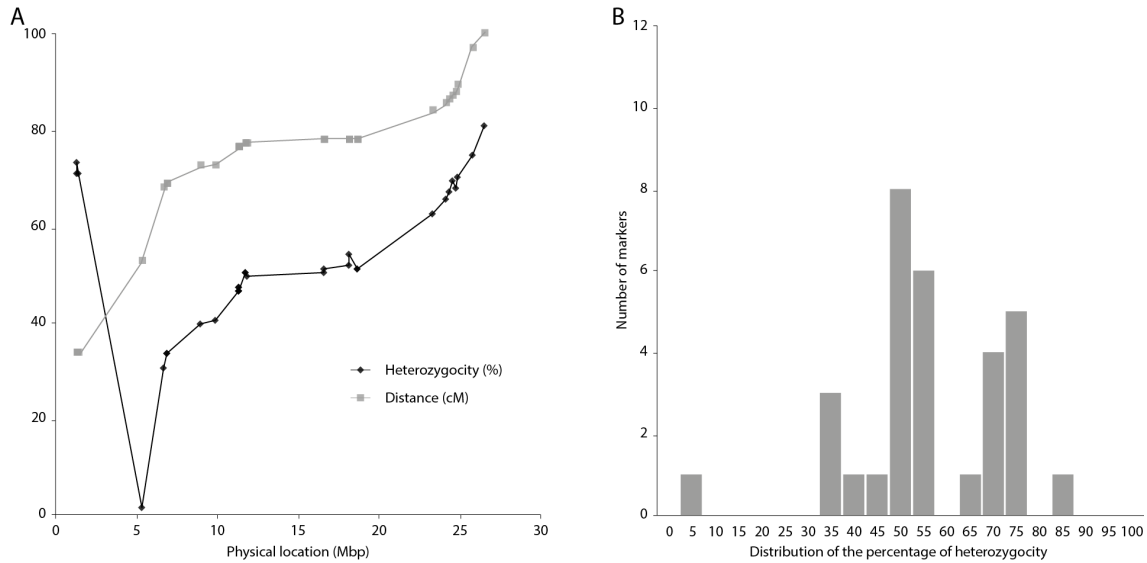 A
100
80
60
40
20
0
0 5 10 15 20 25 30
Physical location (Mbp)
Heterozygocity (%)
Distance (cM)
B
12
10
8
6
4
2
0
0 5 10 15 20 25 30 35 40 45 50 55 60 65 70 75 80 85 90 95 100
Number of markers
Distribution of the percentage of heterozygocity